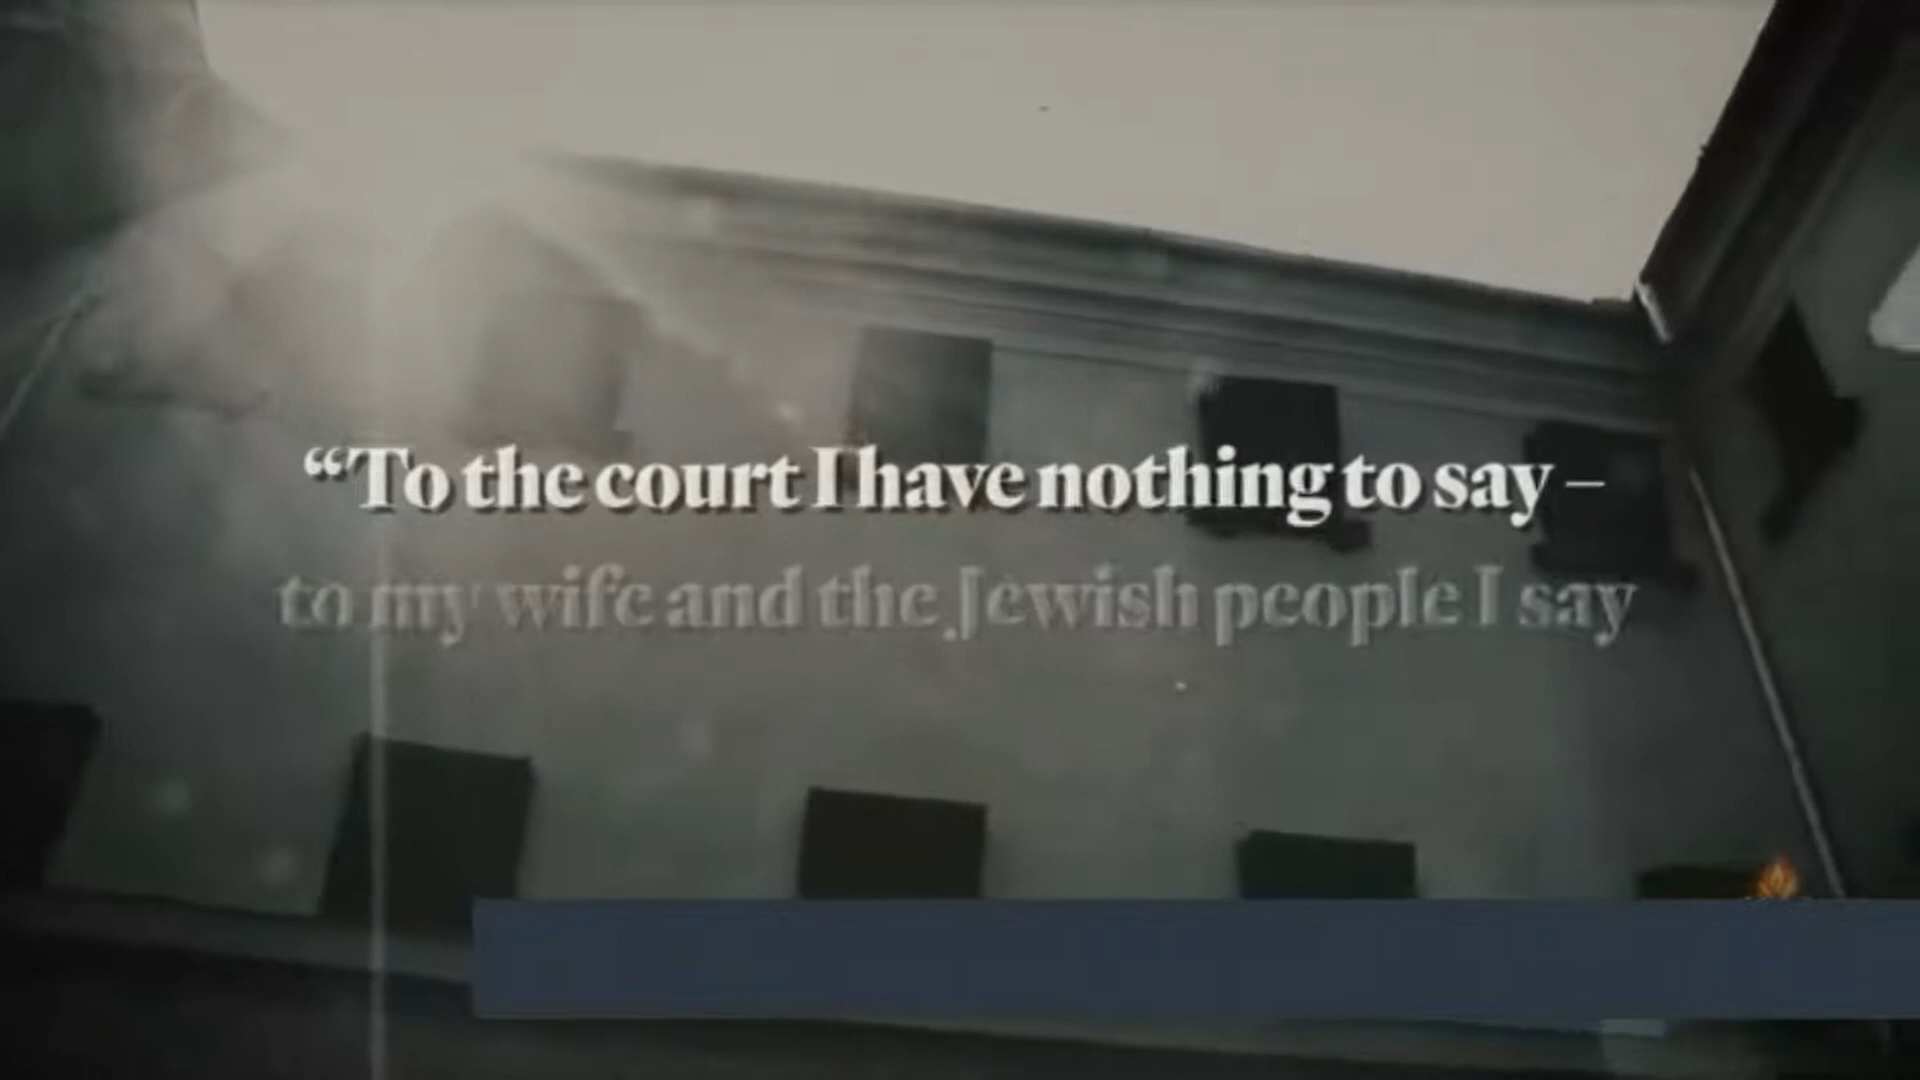 “To the court I have nothing to say –
to my wife and the Jewish people I say